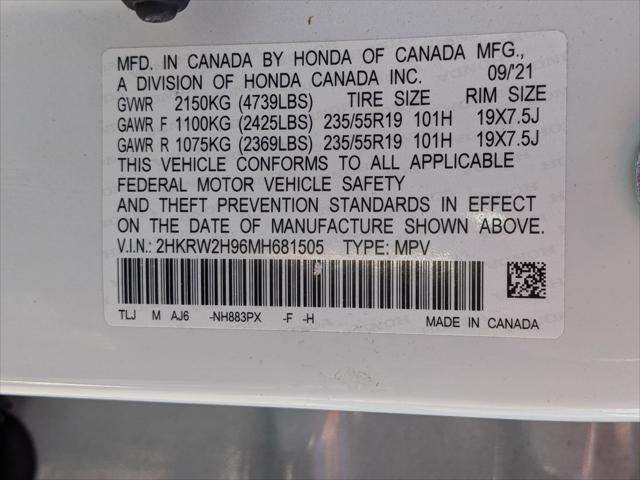 MFD. IN CANADA BY HONDA OF CANADA MFG.,
A DIVISION OF HONDA CANADA INC. 09/'21
GVWR 2150KG (4739LBS) TIRE SIZE RIM SIZE
GAWR F 1100KG (2425LBS) 235/55R19 101H 19X7.5J
GAWR R 1075KG (2369LBS) 235/55R19 101H 19X7.5J
THIS VEHICLE CONFORMS TO ALL APPLICABLE
FEDERAL MOTOR VEHICLE SAFETY
AND THEFT PREVENTION STANDARDS IN EFFECT
ON THE DATE OF MANUFACTURE SHOWN ABOVE.
V.I.N.: 2HKRW2H96MH681505 TYPE: MPV
TLJ M AJ6 -NH883PX -F -H MADE IN CANADA